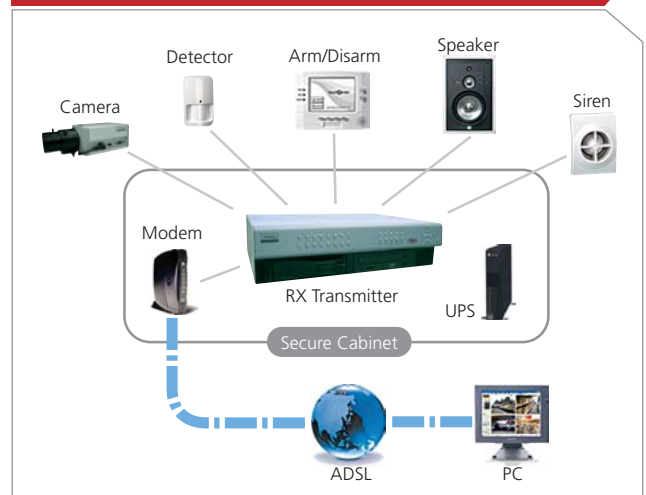 Speaker
Detector
Arm/Disarm
Camera
Siren
Modem
RX Transmitter
UPS
Secure Cabinet
ADSL
PC